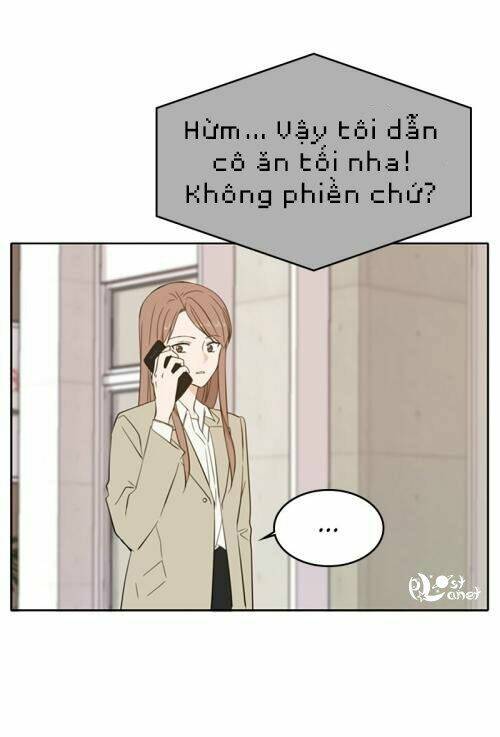 Hừm... Vậy tôi dẫn
cô ăn tối nha!
Không phiền chứ?
...
Lost
Planet